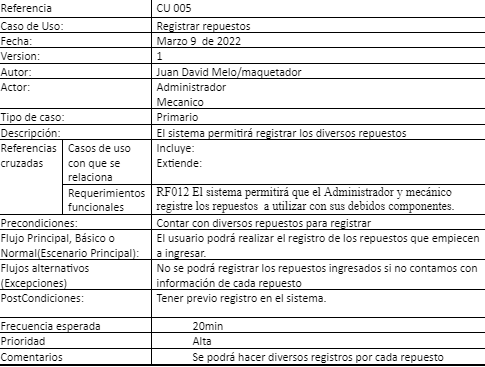 Referencia CU 005
Caso de Uso: Registrar repuestos
Fecha: Marzo 9 de 2022
Version: 1
Autor: Juan David Melo/maquetador
Actor: Administrador
Mecanico
Tipo de caso: Primario
Descripción: El sistema permitirá registrar los diversos repuestos
Referencias cruzadas Casos de uso con que se relaciona Incluye:
Extiende:
Requerimientos funcionales RF012 El sistema permitirá que el Administrador y mecánico
registre los repuestos a utilizar con sus debidos componentes.
Precondiciones: Contar con diversos repuestos para registrar
Flujo Principal, Básico o El usuario podrá realizar el registro de los repuestos que empiecen
Normal(Escenario Principal): a ingresar.
Flujos alternativos No se podrá registrar los repuestos ingresados si no contamos con
(Excepciones) información de cada repuesto
PostCondiciones: Tener previo registro en el sistema.
Frecuencia esperada 20min
Prioridad Alta
Comentarios Se podrá hacer diversos registros por cada repuesto